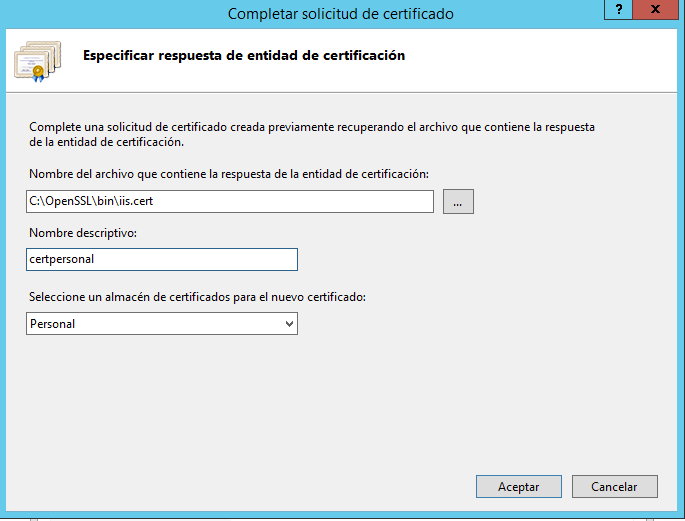 Completar solicitud de certificado
?
x
Especificar respuesta de entidad de certificación
Complete una solicitud de certificado creada previamente recuperando el archivo que contiene la respuesta
de la entidad de certificación.
Nombre del archivo que contiene la respuesta de la entidad de certificación:
C:\OpenSSL\bin\iis.cert
...
Nombre descriptivo:
certpersonal
Seleccione un almacén de certificados para el nuevo certificado:
Personal
Aceptar
Cancelar